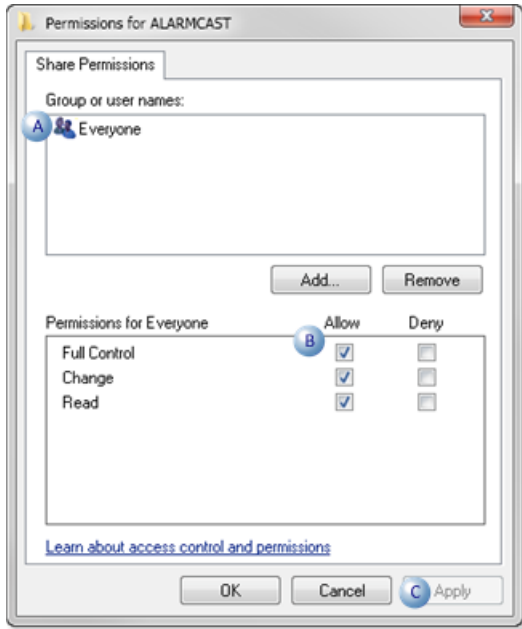 Permissions for ALARMCAST
Share Permissions
Group or user names:
A Everyone
Add... Remove
Permissions for Everyone Allow Deny
B
Full Control
Change
Read
Learn about access control and permissions
OK Cancel C Apply